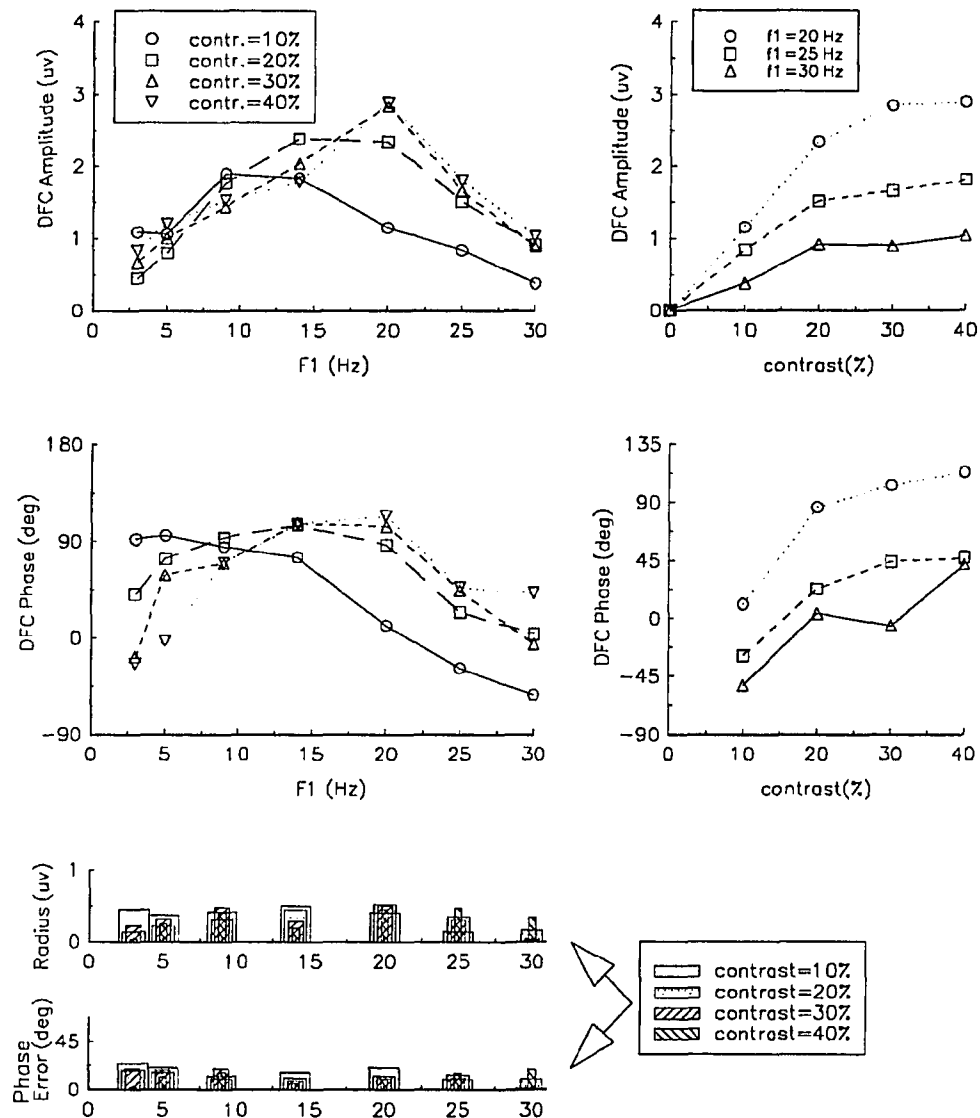 4
3
2
1
0
DFC Amplitude (uv)
contr.=10%
contr.=20%
contr.=30%
contr.=40%
0 5 10 15 20 25 30
F1 (Hz)
4
3
2
1
0
DFC Amplitude (uv)
f1=20 Hz
f1=25 Hz
f1=30 Hz
0 10 20 30 40
contrast(%)
180
90
0
-90
DFC Phase (deg)
0 5 10 15 20 25 30
F1 (Hz)
135
90
45
0
-45
-90
DFC Phase (deg)
0 10 20 30 40
contrast(%)
1
0
Radius (uv)
0 5 10 15 20 25 30
-45
0
Phase
Error (deg)
0 5 10 15 20 25 30
contrast=10%
contrast=20%
contrast=30%
contrast=40%